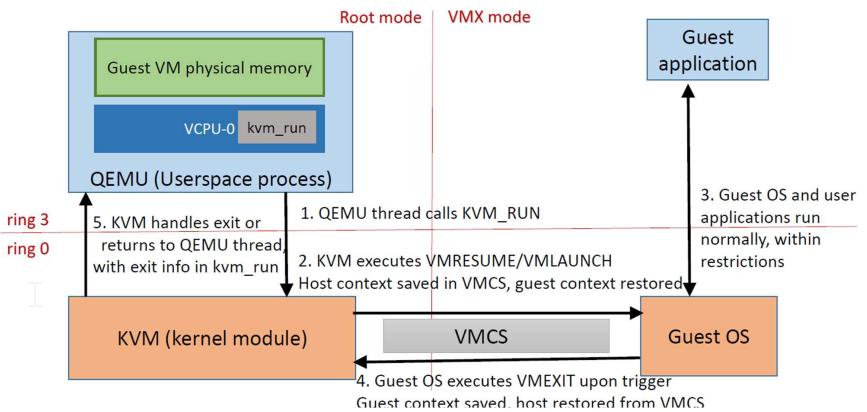 Root mode
VMX mode
Guest VM physical memory
VCPU-0
kvm_run
QEMU (Userspace process)
Guest
application
ring 3
ring 0
1. QEMU thread calls KVM_RUN
5. KVM handles exit or
returns to QEMU thread,
with exit info in kvm_run
2. KVM executes VMRESUME/VMLAUNCH
Host context saved in VMCS, guest context restored
3. Guest OS and user
applications run
normally, within
restrictions
KVM (kernel module)
VMCS
Guest OS
4. Guest OS executes VMEXIT upon trigger
Guest context saved, host restored from VMCS